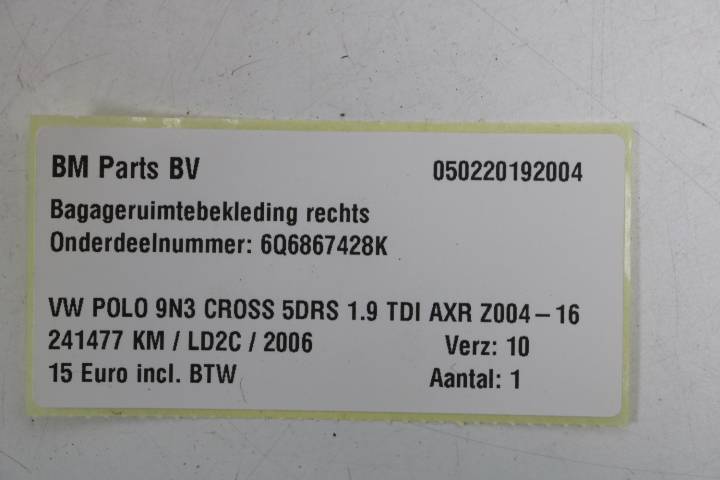 BM Parts BV 050220192004
Bagageruimtebekleding rechts
Onderdeelnummer: 6Q6867428K
VW POLO 9N3 CROSS 5DRS 1.9 TDI AXR Z004-16
241477 KM / LD2C / 2006 Verz: 10
15 Euro incl. BTW Aantal: 1